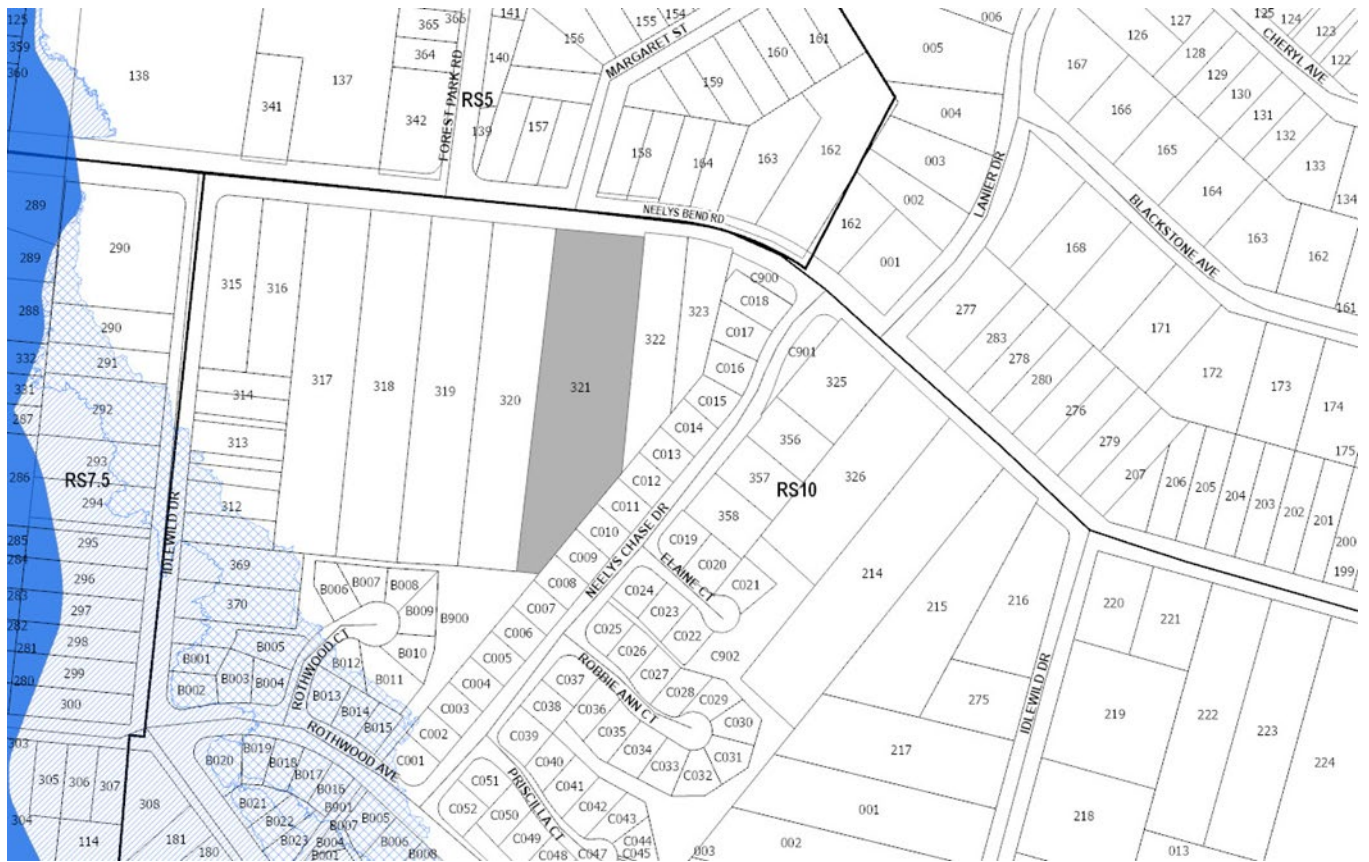 125
359
360
138
341
137
365
366
364
342
FOREST PARK RD
RS5
141
140
139
156
155
154
MARGARET ST
157
159
160
161
158
164
163
162
NEELYS BEND RD
006
005
004
003
002
162
001
LANIER DR
167
126
127
128
129
130
131
132
133
134
125
124
123
122
CHERYL AVE
166
165
164
163
162
161
BLACKSTONE AVE
168
171
172
173
174
175
277
283
278
280
276
279
207
206
205
204
203
202
201
200
199
289
290
289
288
290
291
332
331
287
292
293
286
RS7.5
294
285
295
284
296
283
297
282
298
281
299
280
300
IDLEWILD DR
315
316
314
313
312
317
318
319
320
321
322
323
C900
C018
C017
C016
C015
C014
C013
C012
C011
C010
C009
C008
C007
C006
C005
C004
C003
C002
C001
NEELYS CHASE DR
C901
325
356
357
358
326
RS10
C019
C020
C021
ELAINE CT
C024
C023
C022
C025
C026
C027
C028
C902
C029
C030
C031
C032
C033
C034
C035
C036
C037
C038
ROBBIE ANN CT
C039
C040
C041
C042
C043
C044
C045
C047
C048
C049
C050
C051
C052
PRISCILLA CT
214
215
216
275
IDLEWILD DR
217
001
002
003
220
221
219
222
223
224
218
013
369
370
B006
B007
B008
B009
B900
B010
B011
B012
ROTHWOOD CT
B005
B001
B002
B003
B004
B013
B014
B015
ROTHWOOD AVE
B020
B019
B018
B017
B016
B901
B021
B022
B023
B007
B004
B001
B005
B006
B008
303
305
306
307
304
114
308
181
180